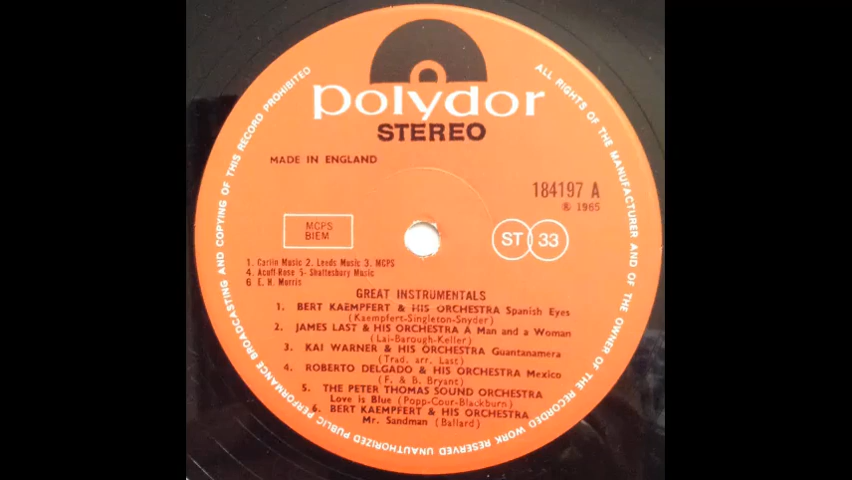 polydor
STEREO
MADE IN ENGLAND
184197 A
℗ 1965
MCPS
BIEM
ST 33
1. Carlin Music 2. Leeds Music 3. MCPS
4. Acuff-Rose 5- Shaftesbury Music
6 E. H. Morris
GREAT INSTRUMENTALS
1. BERT KAEMPFERT & HIS ORCHESTRA Spanish Eyes
(Kaempfert-Singleton-Snyder)
2. JAMES LAST & HIS ORCHESTRA A Man and a Woman
(Lai-Barough-Keller)
3. KAI WARNER & HIS ORCHESTRA Guantanamera
(Trad. arr. Last)
4. ROBERTO DELGADO & HIS ORCHESTRA Mexico
(F. & B. Bryant)
5. THE PETER THOMAS SOUND ORCHESTRA
Love is Blue (Popp-Cour-Blackburn)
6. BERT KAEMPFERT & HIS ORCHESTRA
Mr. Sandman (Ballard)
ALL RIGHTS OF THE MANUFACTURER AND OF THE OWNER OF THE RECORDED WORK RESERVED UNAUTHORIZED PUBLIC PERFORMANCE BROADCASTING AND COPYING OF THIS RECORD PROHIBITED